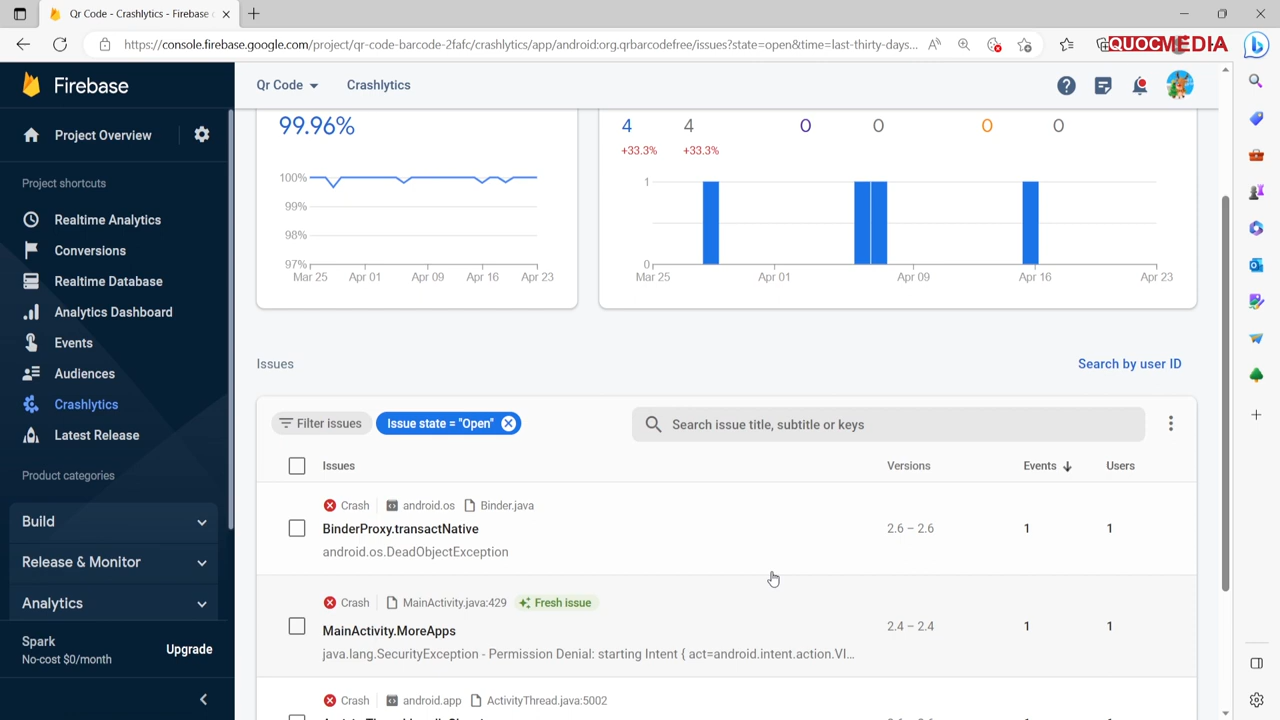 Qr Code - Crashlytics - Firebase c
https://console.firebase.google.com/project/qr-code-barcode-2fafc/crashlytics/app/android:org.qrbarcodefree/issues?state=open&time=last-thirty-days...
QUOCMEDIA
Firebase
Qr Code
Crashlytics
Project Overview
Project shortcuts
Realtime Analytics
Conversions
Realtime Database
Analytics Dashboard
Events
Audiences
Crashlytics
Latest Release
Product categories
Build
Release & Monitor
Analytics
Spark
No-cost $0/month
Upgrade
99.96%
100%
99%
98%
97%
Mar 25 Apr 01 Apr 09 Apr 16 Apr 23
4 4 0 0 0 0
+33.3% +33.3%
1
0
Mar 25 Apr 01 Apr 09 Apr 16 Apr 23
Issues
Search by user ID
Filter issues
Issue state = "Open"
Search issue title, subtitle or keys
Issues Versions Events Users
Crash android.os Binder.java
BinderProxy.transactNative 2.6 – 2.6 1 1
android.os.DeadObjectException
Crash MainActivity.java:429 Fresh issue
MainActivity.MoreApps 2.4 – 2.4 1 1
java.lang.SecurityException - Permission Denial: starting Intent { act=android.intent.action.VI...
Crash android.app ActivityThread.java:5002